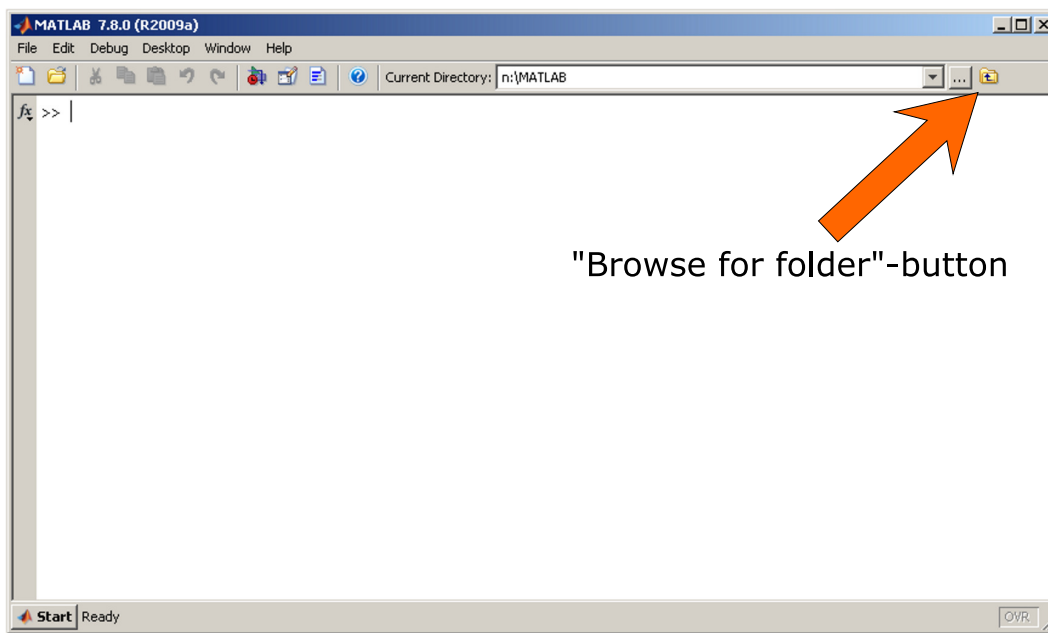 MATLAB 7.8.0 (R2009a)
File Edit Debug Desktop Window Help
Current Directory: n:\MATLAB ...
fx >>
"Browse for folder"-button
Start Ready OVR